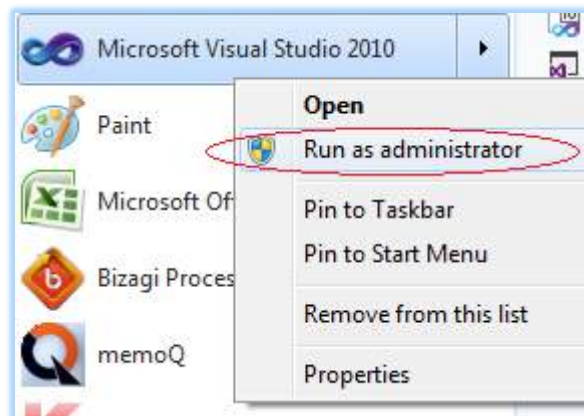 Microsoft Visual Studio 2010
Open
Paint
Run as administrator
Microsoft Of
Pin to Taskbar
Pin to Start Menu
Bizagi Proces
Remove from this list
memoQ
Properties